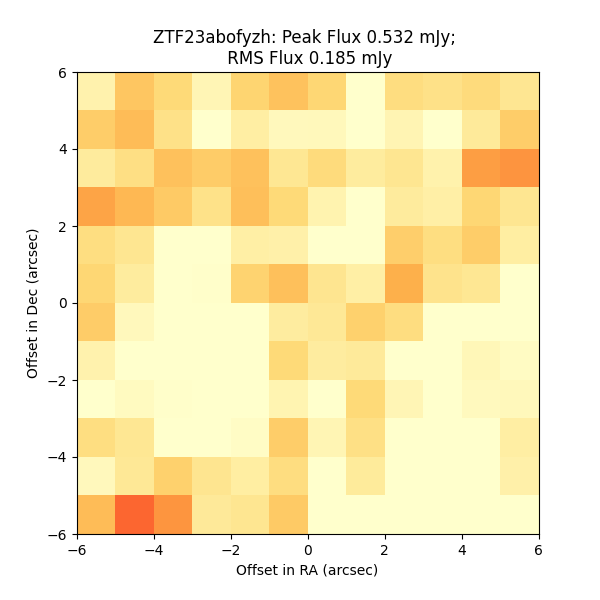 ZTF23abofyzh: Peak Flux 0.532 mJy;
RMS Flux 0.185 mJy
6
4
2
0
−2
−4
−6
Offset in Dec (arcsec)
−6 −4 −2 0 2 4 6
Offset in RA (arcsec)